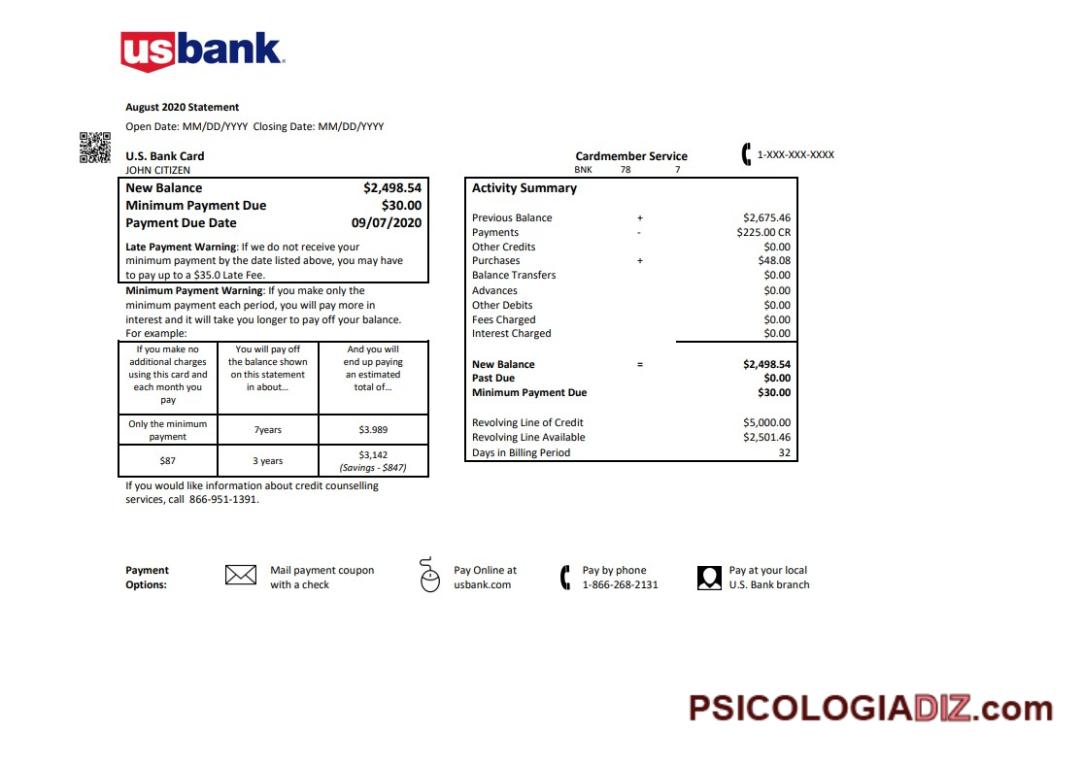 usbank.
August 2020 Statement
Open Date: MM/DD/YYYY Closing Date: MM/DD/YYYY
U.S. Bank Card
JOHN CITIZEN
New Balance $2,498.54
Minimum Payment Due $30.00
Payment Due Date 09/07/2020
Late Payment Warning: If we do not receive your
minimum payment by the date listed above, you may have
to pay up to a $35.0 Late Fee.
Minimum Payment Warning: If you make only the
minimum payment each period, you will pay more in
interest and it will take you longer to pay off your balance.
For example:
If you make no
additional charges
using this card and
each month you
pay
You will pay off
the balance shown
on this statement
in about...
And you will
end up paying
an estimated
total of...
Only the minimum
payment
7years
$3.989
$87
3 years
$3,142
(Savings - $847)
If you would like information about credit counselling
services, call 866-951-1391.
Cardmember Service
1-XXX-XXX-XXXX
BNK 78 7
Activity Summary
Previous Balance + $2,675.46
Payments - $225.00 CR
Other Credits $0.00
Purchases + $48.08
Balance Transfers $0.00
Advances $0.00
Other Debits $0.00
Fees Charged $0.00
Interest Charged $0.00
New Balance = $2,498.54
Past Due $0.00
Minimum Payment Due $30.00
Revolving Line of Credit $5,000.00
Revolving Line Available $2,501.46
Days in Billing Period 32
Payment
Options:
Mail payment coupon
with a check
Pay Online at
usbank.com
Pay by phone
1-866-268-2131
Pay at your local
U.S. Bank branch
PSICOLOGIADIZ.com